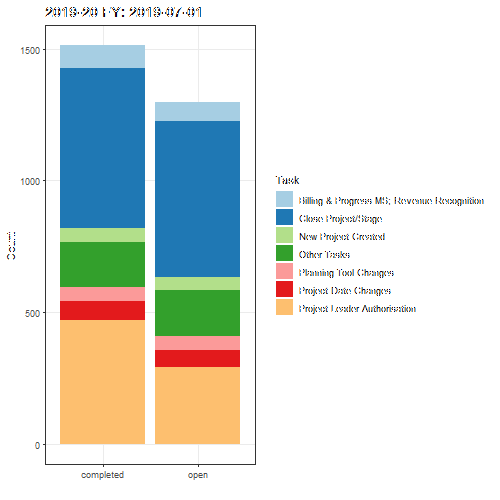 2019-20 FY: 2019-07-01
1500
1000
500
0
Count
completed
open
Task
Billing & Progress MS; Revenue Recognition
Close Project/Stage
New Project Created
Other Tasks
Planning Tool Changes
Project Date Changes
Project Leader Authorisation